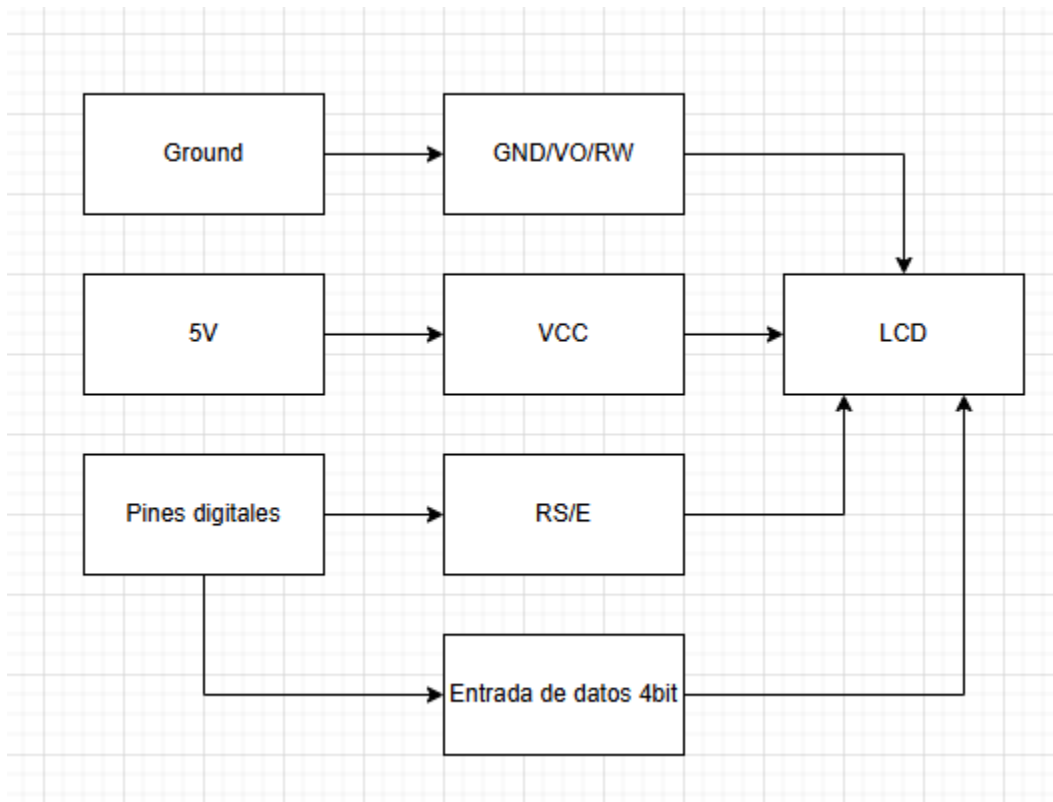 Ground
GND/VO/RW
5V
VCC
LCD
Pines digitales
RS/E
Entrada de datos 4bit